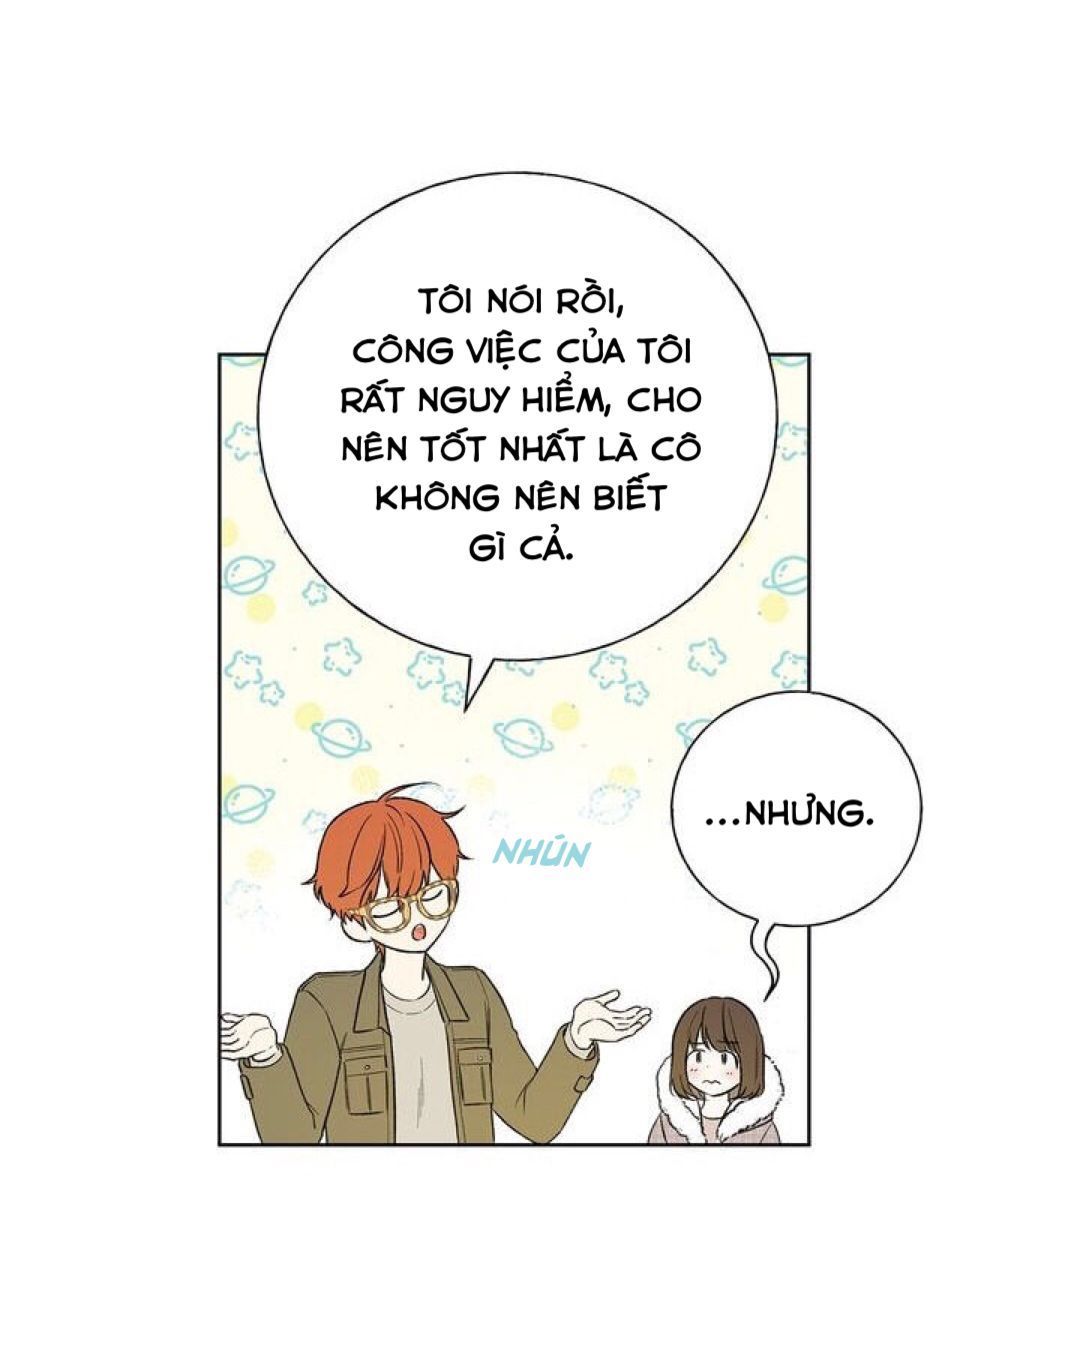 TÔI NÓI RỒI,
CÔNG VIỆC CỦA TÔI
RẤT NGUY HIỂM, CHO
NÊN TỐT NHẤT LÀ CÔ
KHÔNG NÊN BIẾT
GÌ CẢ.
...NHƯNG.
NHÚN